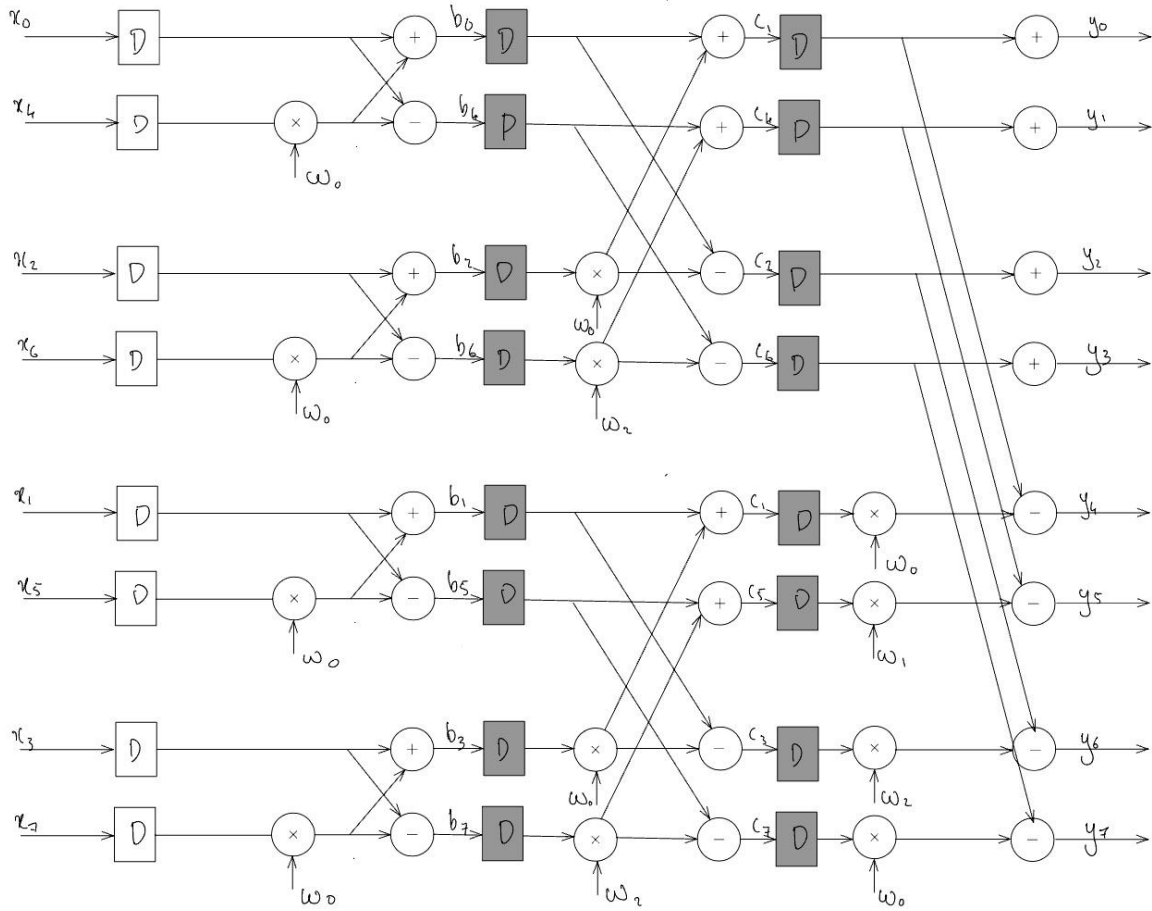 x₀ D + b₀ D + c₁ D + y₀
x₄ D × − b₄ D + c₄ D + y₁
ω₀
x₂ D + b₂ D × − c₂ D + y₂
ω₀
x₆ D × − b₆ D × − c₆ D + y₃
ω₀ ω₂
x₁ D + b₁ D + c₁ D × − y₄
ω₀
x₅ D × − b₅ D + c₅ D × − y₅
ω₀ ω₁
x₃ D + b₃ D × − c₃ D × − y₆
ω₀ ω₂
x₇ D × − b₇ D × − c₇ D × − y₇
ω₀ ω₂ ω₀